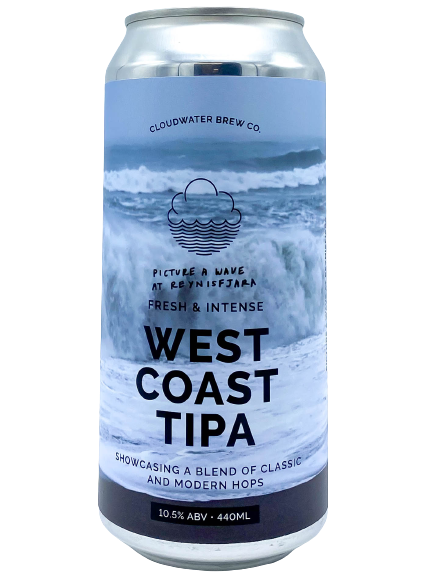 CLOUDWATER BREW CO.
PICTURE A WAVE
AT REYNISFJARA
FRESH & INTENSE
WEST
COAST
TIPA
SHOWCASING A BLEND OF CLASSIC
AND MODERN HOPS
10.5% ABV · 440ML